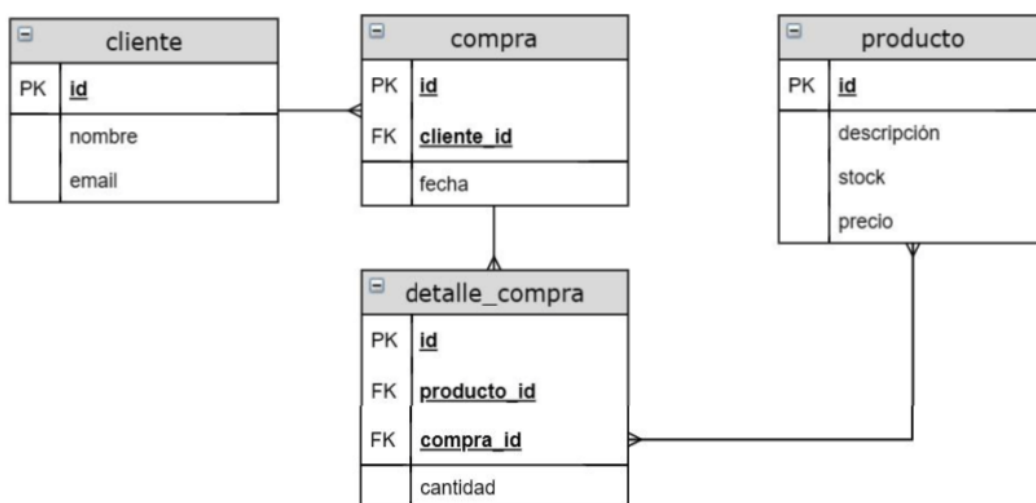 cliente
PK id
nombre
email
compra
PK id
FK cliente_id
fecha
producto
PK id
descripción
stock
precio
detalle_compra
PK id
FK producto_id
FK compra_id
cantidad